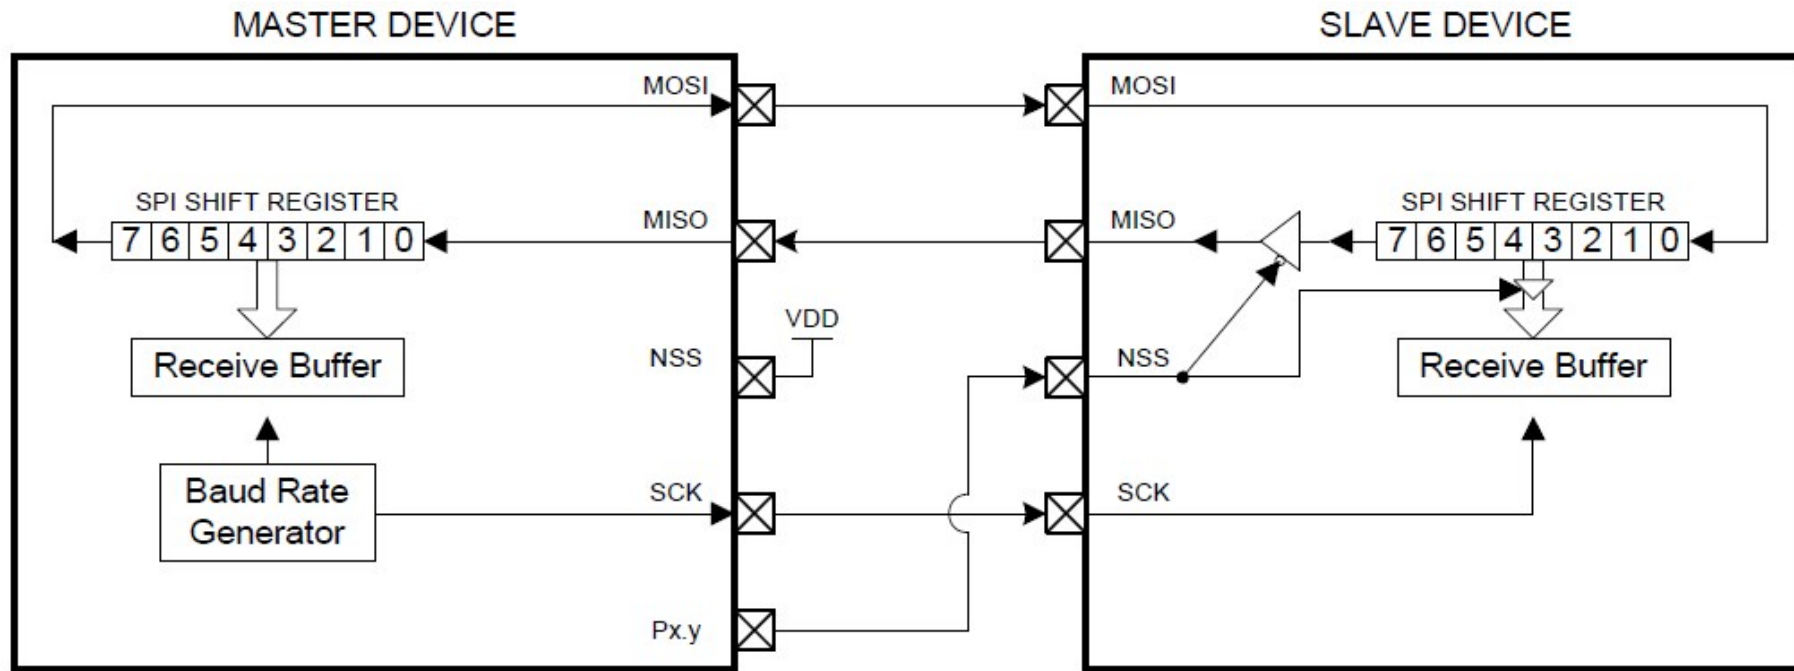 MASTER DEVICE
SLAVE DEVICE
MOSI
MOSI
SPI SHIFT REGISTER
MISO
MISO
SPI SHIFT REGISTER
7 6 5 4 3 2 1 0
7 6 5 4 3 2 1 0
VDD
NSS
NSS
Receive Buffer
Receive Buffer
Baud Rate
Generator
SCK
SCK
Px.y